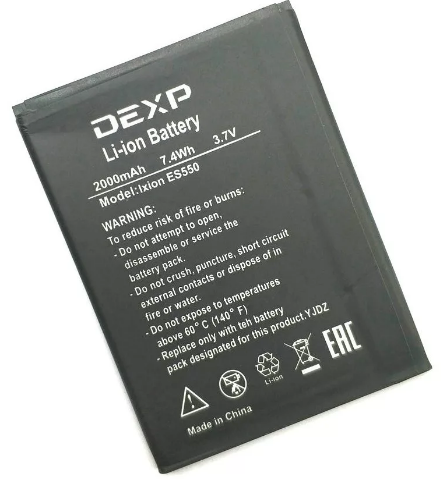 DEXP
Li-ion Battery
2000mAh 7.4Wh 3.7V
Model:Ixion ES550
WARNING:
To reduce risk of fire or burns:
- Do not attempt to open,
disassemble or service the
battery pack.
- Do not crush, puncture, short circuit
external contacts or dispose of in
fire or water.
- Do not expose to temperatures
above 60° C (140° F)
- Replace only with teh battery
pack designated for this product.YJDZ
Li-ion
EAC
Made in China